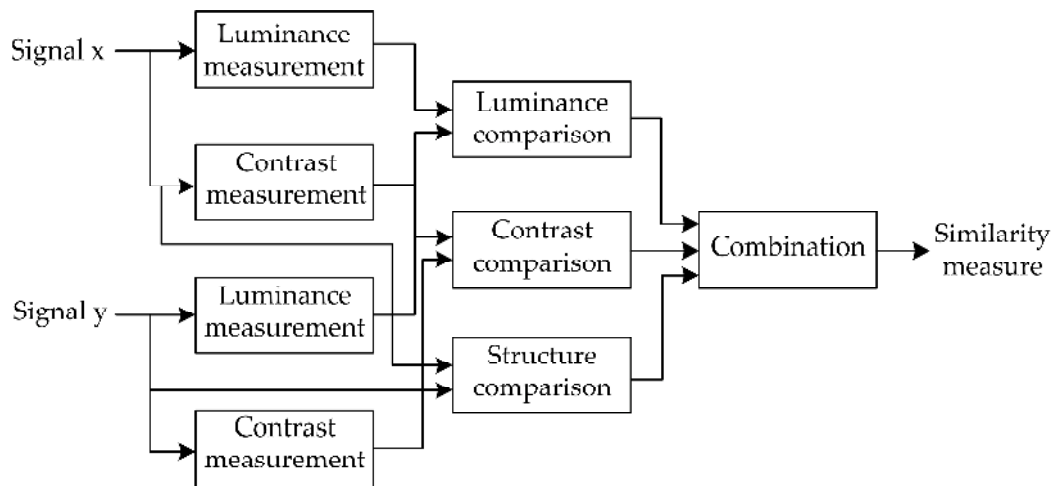 Signal x
Luminance
measurement
Contrast
measurement
Signal y
Luminance
measurement
Contrast
measurement
Luminance
comparison
Contrast
comparison
Structure
comparison
Combination
Similarity
measure